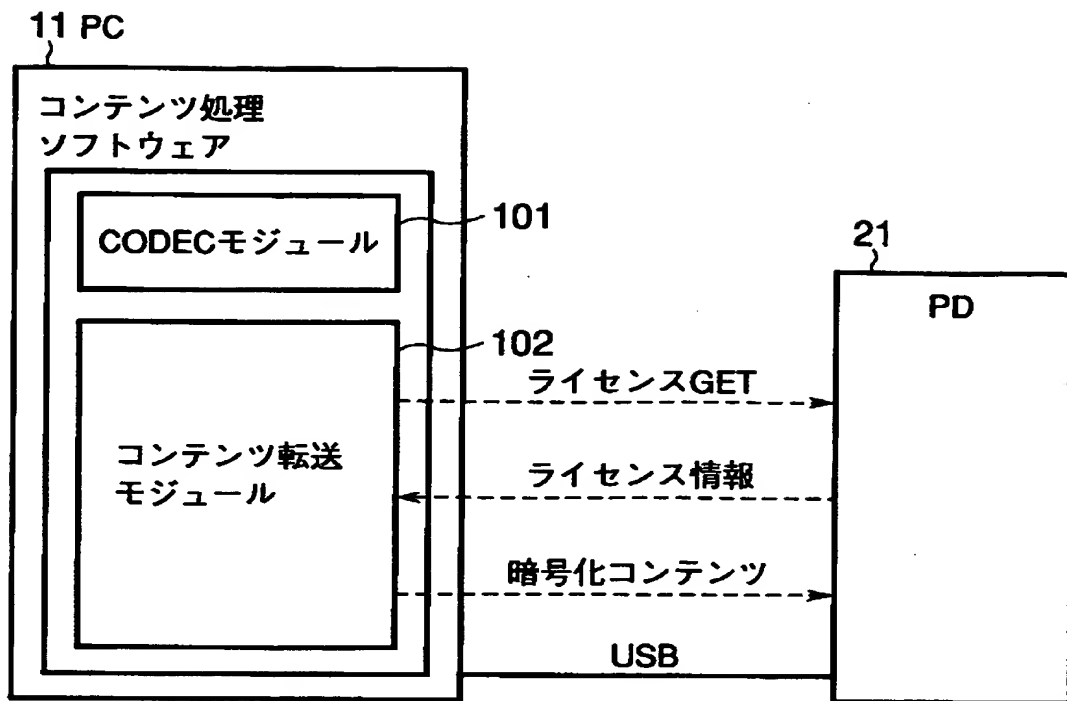 11 PC
コンテンツ処理
ソフトウェア
CODECモジュール
101
21
PD
102
ライセンスGET
コンテンツ転送
モジュール
ライセンス情報
暗号化コンテンツ
USB